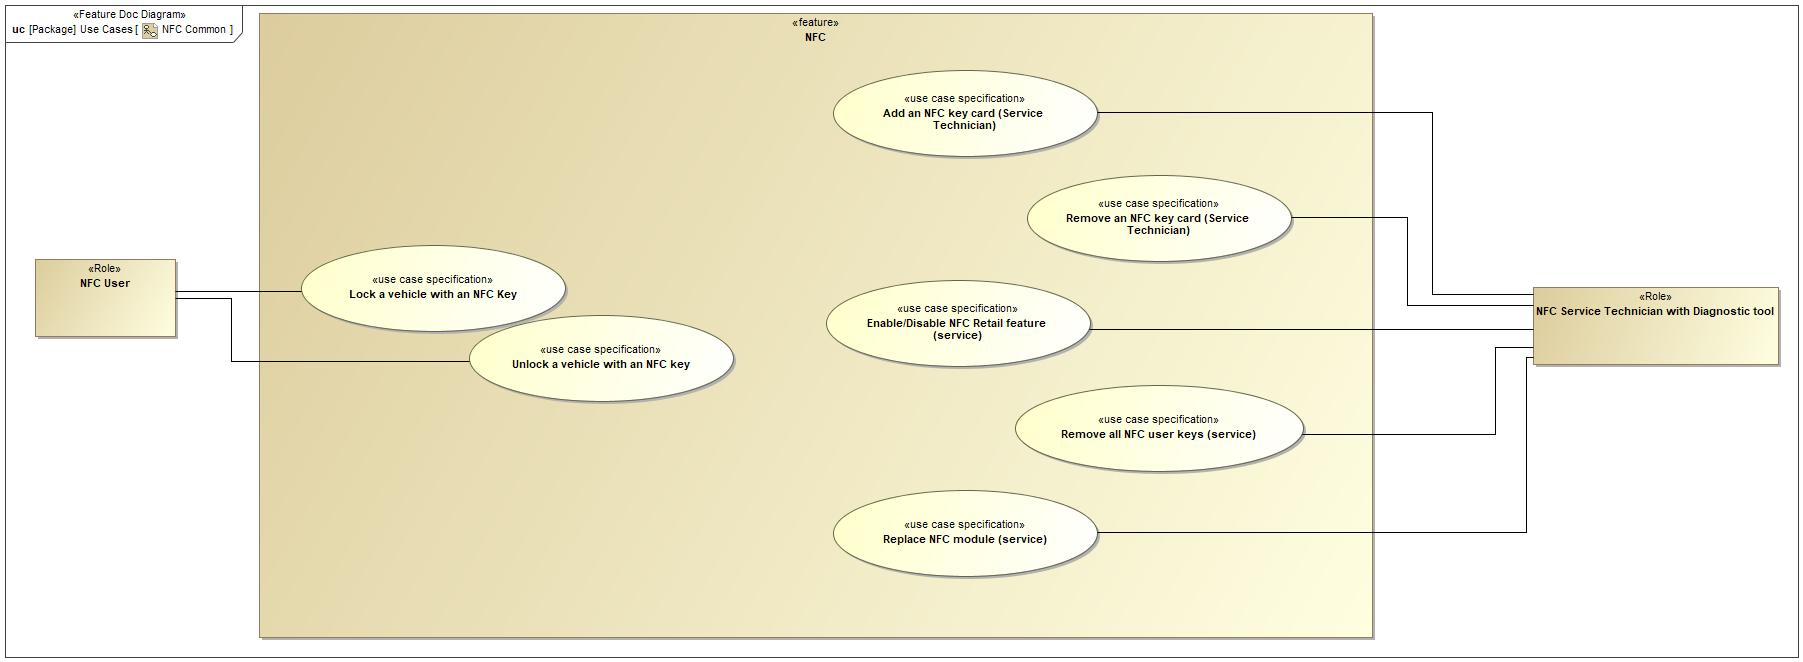 «Feature Doc Diagram»
uc [Package] Use Cases [ NFC Common ]
«feature»
NFC
«use case specification»
Add an NFC key card (Service
Technician)
«use case specification»
Remove an NFC key card (Service
Technician)
«Role»
NFC User
«use case specification»
Lock a vehicle with an NFC Key
«use case specification»
Unlock a vehicle with an NFC key
«use case specification»
Enable/Disable NFC Retail feature
(service)
«Role»
NFC Service Technician with Diagnostic tool
«use case specification»
Remove all NFC user keys (service)
«use case specification»
Replace NFC module (service)